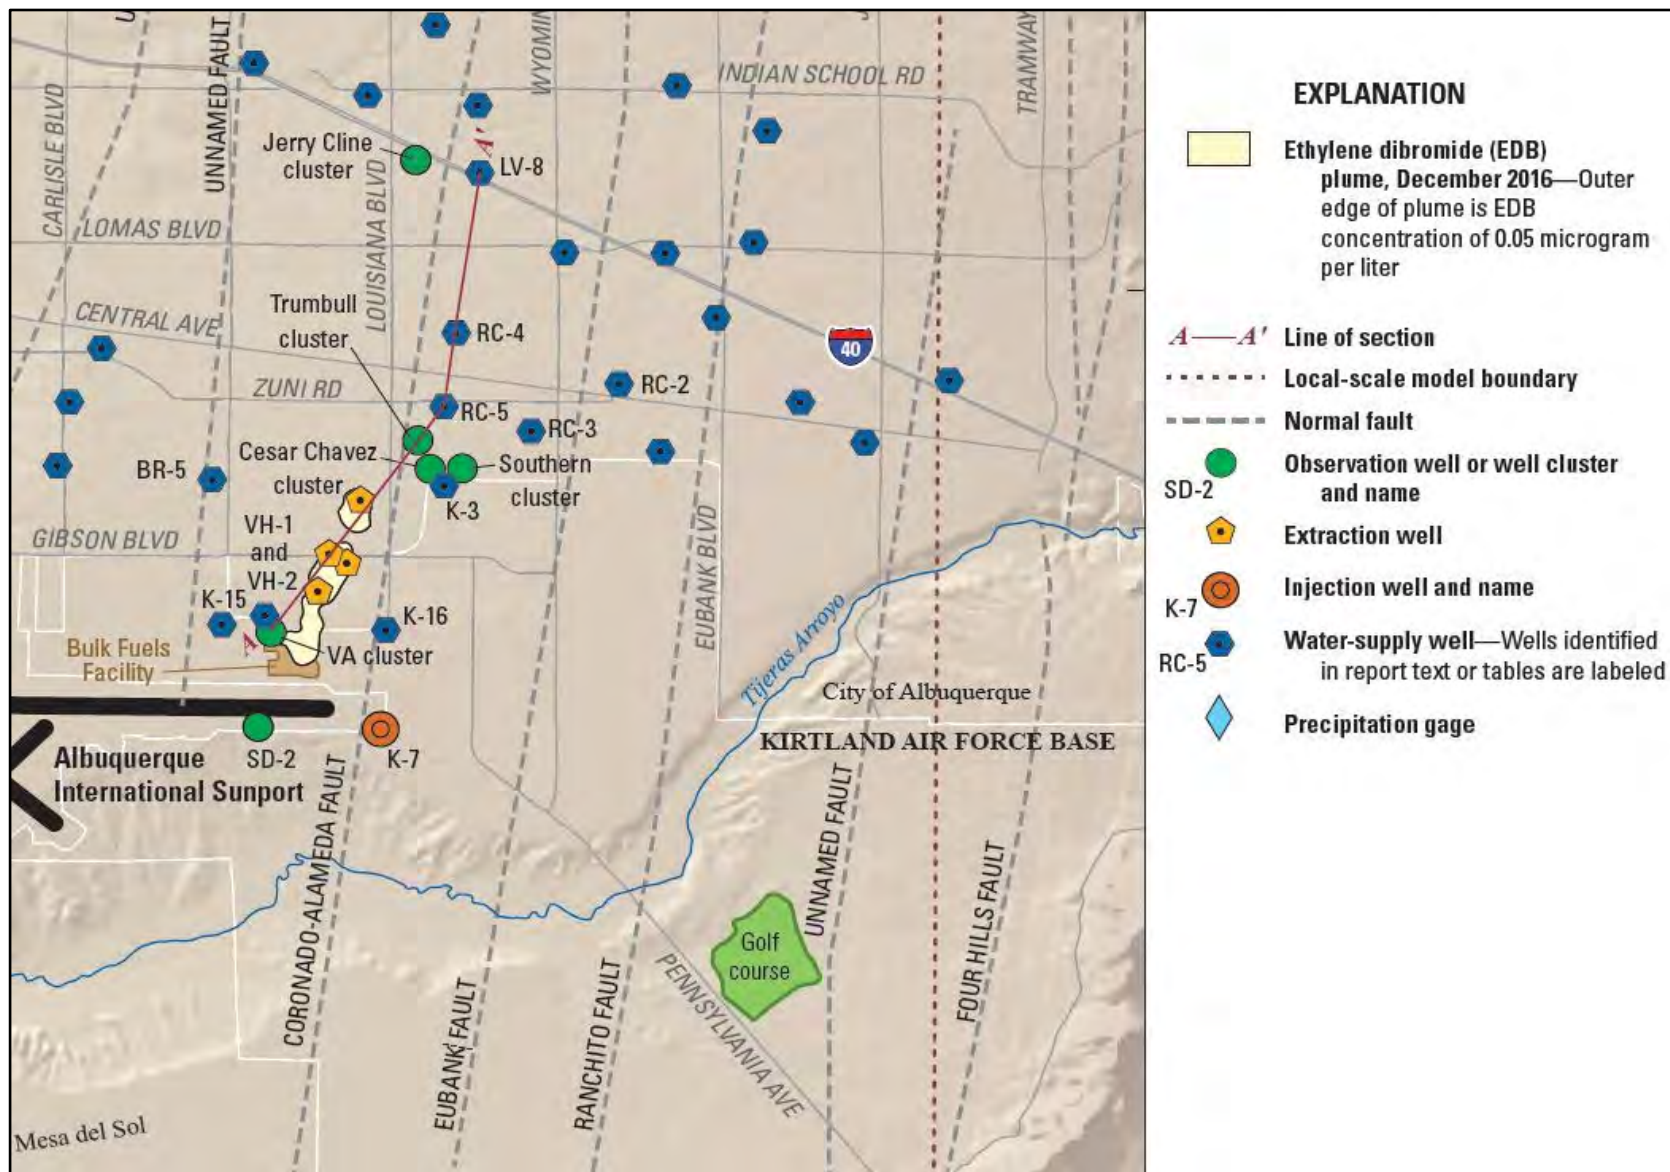 UNNAMED FAULT
WYOMIN
TRAMWAY
INDIAN SCHOOL RD
CARLISLE BLVD
Jerry Cline
cluster
A'
LV-8
LOUISIANA BLVD
LOMAS BLVD
Trumbull
cluster
CENTRAL AVE
RC-4
40
ZUNI RD
RC-2
RC-5
RC-3
Cesar Chavez
cluster
Southern
cluster
BR-5
K-3
VH-1
and
VH-2
GIBSON BLVD
EUBANK BLVD
K-15
K-16
A
VA cluster
Bulk Fuels
Facility
Tijeras Arroyo
City of Albuquerque
KIRTLAND AIR FORCE BASE
SD-2
K-7
Albuquerque
International Sunport
CORONADO-ALAMEDA FAULT
UNNAMED FAULT
FOUR HILLS FAULT
Golf
course
EUBANK FAULT
RANCHITO FAULT
PENNSYLVANIA AVE
Mesa del Sol
EXPLANATION
Ethylene dibromide (EDB)
plume, December 2016—Outer
edge of plume is EDB
concentration of 0.05 microgram
per liter
A—A' Line of section
Local-scale model boundary
Normal fault
Observation well or well cluster
SD-2 and name
Extraction well
K-7 Injection well and name
Water-supply well—Wells identified
RC-5 in report text or tables are labeled
Precipitation gage